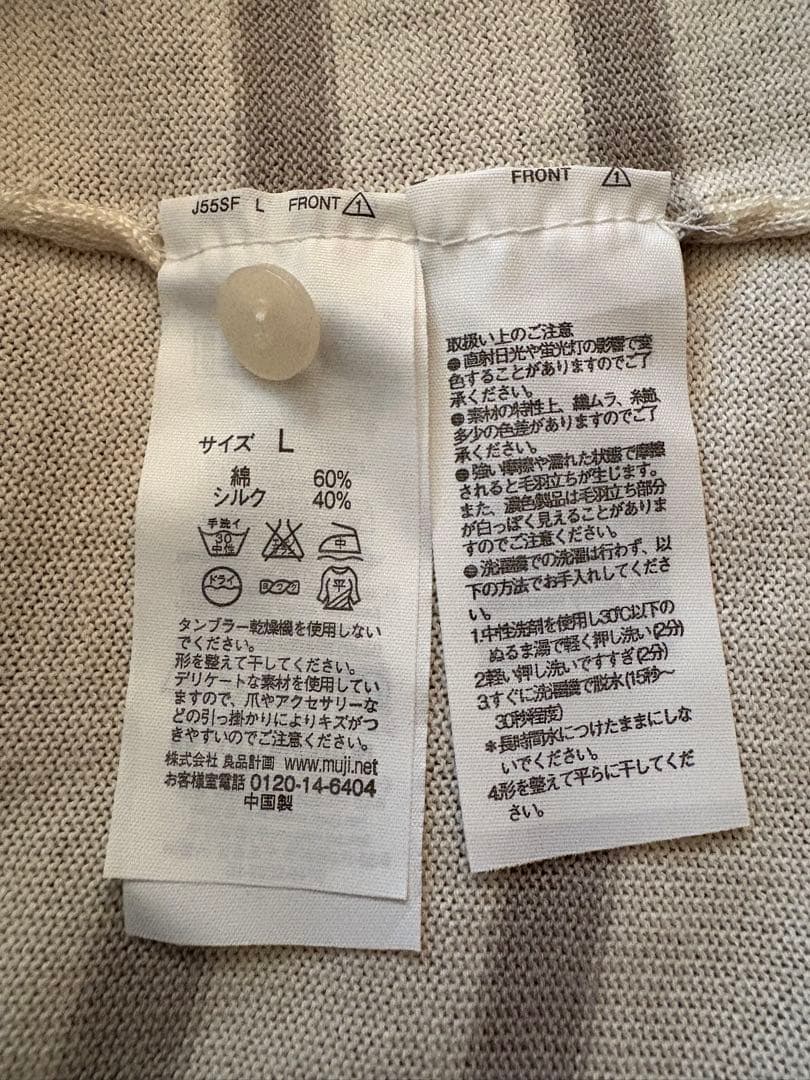 J55SF L FRONT 1
サイズ L
綿 60%
シルク 40%
手洗イ
30
中性
中
ドライ
平
タンブラー乾燥機を使用しない
でください。
形を整えて干してください。
デリケートな素材を使用してい
ますので、爪やアクセサリーな
どの引っ掛かりによりキズがつ
きやすいのでご注意ください。
株式会社 良品計画 www.muji.net
お客様室電話 0120-14-6404
中国製
FRONT 1
取扱い上のご注意
●直射日光や蛍光灯の影響で変
色することがありますのでご了
承ください。
●素材の特性上、織ムラ、糸節、
多少の色差がありますのでご了
承ください。
●強い摩擦や濡れた状態で摩擦
されると毛羽立ちが生じます。
また、濃色製品は毛羽立ち部分
が白っぽく見えることがありま
すのでご注意ください。
●洗濯機での洗濯は行わず、以
下の方法でお手入れしてくださ
い。
1.中性洗剤を使用し30℃以下の
ぬるま湯で軽く押し洗い(2分)
2.軽い押し洗いですすぎ(2分)
3.すぐに洗濯機で脱水(15秒~
30秒程度)
*長時間水につけたままにしな
いでください。
4.形を整えて平らに干してくだ
さい。